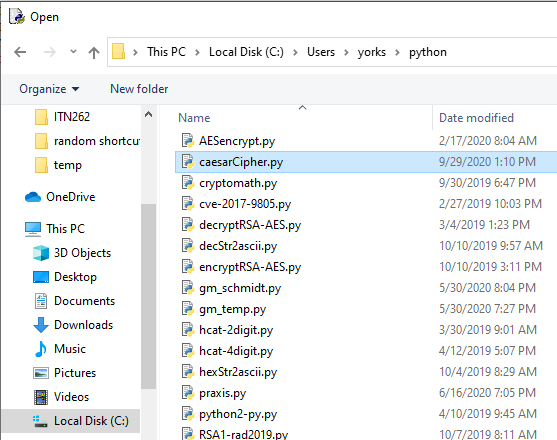 Open
This PC > Local Disk (C:) > Users > yorks > python
Organize New folder
ITN262
random shortcu
temp
OneDrive
This PC
3D Objects
Desktop
Documents
Downloads
Music
Pictures
Videos
Local Disk (C:)
Name Date modified
AESencrypt.py 2/17/2020 8:04 AM
caesarCipher.py 9/29/2020 1:10 PM
cryptomath.py 9/30/2019 6:47 PM
cve-2017-9805.py 2/27/2019 10:03 PM
decryptRSA-AES.py 3/4/2019 1:23 PM
decStr2ascii.py 10/10/2019 9:57 AM
encryptRSA-AES.py 10/10/2019 3:11 PM
gm_schmidt.py 5/30/2020 8:04 PM
gm_temp.py 5/30/2020 7:27 PM
hcat-2digit.py 3/30/2019 9:01 AM
hcat-4digit.py 4/12/2019 5:07 PM
hexStr2ascii.py 10/4/2019 8:29 AM
praxis.py 6/16/2020 7:05 PM
python2-py.py 4/10/2019 9:45 AM
RSA1-rad2019.py 10/7/2019 8:11 AM